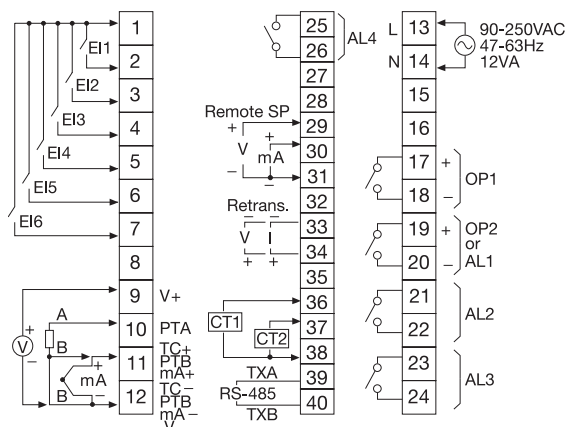 1
2
3
4
5
6
7
8
9
10
11
12
EI1
EI2
EI3
EI4
EI5
EI6
V+
PTA
TC+
PTB
mA+
TC−
PTB
mA−
A
B
B
+
V
−
+
mA
−
25
26
27
28
29
30
31
32
33
34
35
36
37
38
39
40
AL4
Remote SP
+
V
−
+
mA
−
Retrans.
− −
V I
+ +
CT1
CT2
TXA
RS-485
TXB
13
14
15
16
17
18
19
20
21
22
23
24
L
N
90-250VAC
47-63Hz
12VA
+
−
OP1
+
−
OP2
or
AL1
AL2
AL3